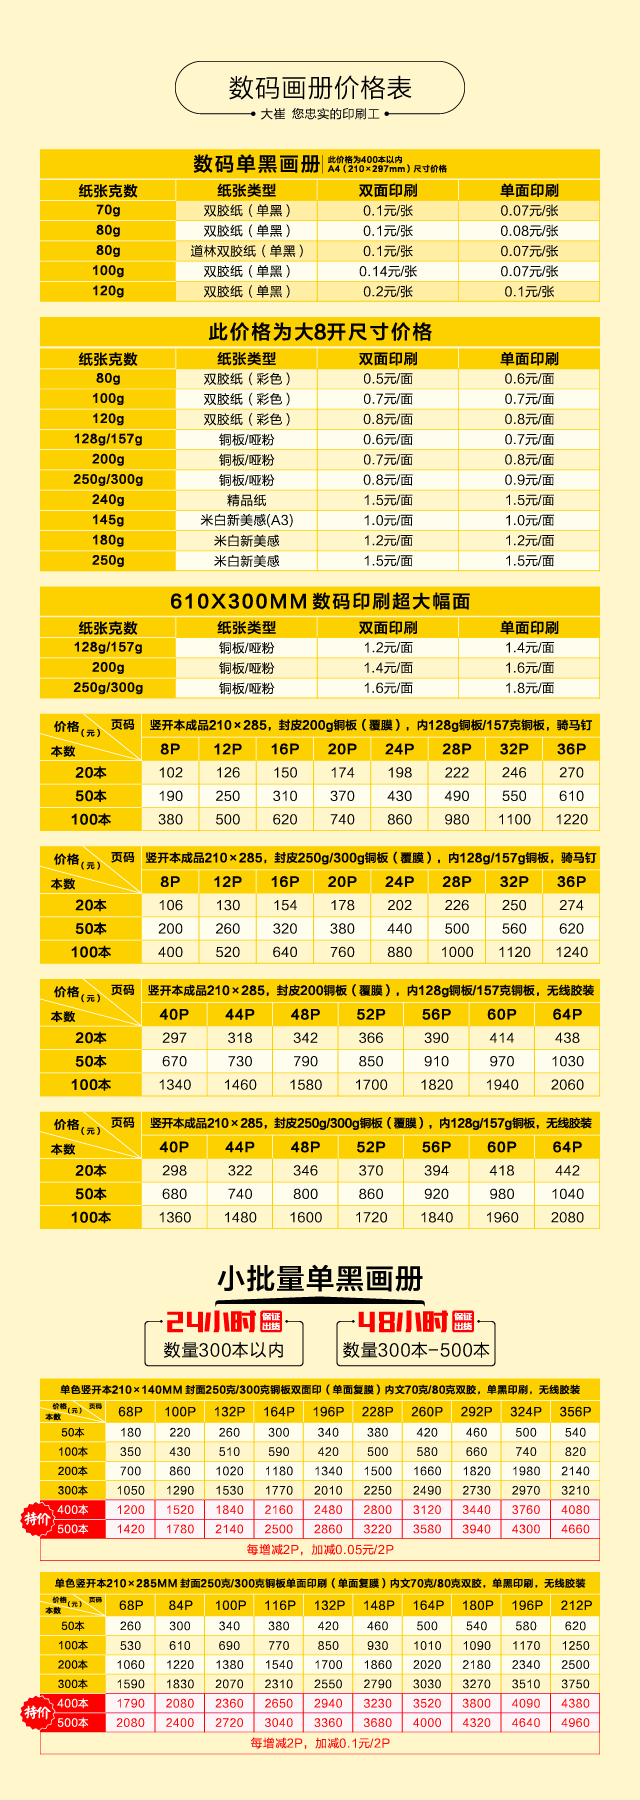 数码画册价格表
大崔 您忠实的印刷工
数码单黑画册 此价格为400本以内
A4（210×297mm）尺寸价格
纸张克数 纸张类型 双面印刷 单面印刷
70g 双胶纸（单黑） 0.1元/张 0.07元/张
80g 双胶纸（单黑） 0.1元/张 0.08元/张
80g 道林双胶纸（单黑） 0.1元/张 0.07元/张
100g 双胶纸（单黑） 0.14元/张 0.07元/张
120g 双胶纸（单黑） 0.2元/张 0.1元/张
此价格为大8开尺寸价格
纸张克数 纸张类型 双面印刷 单面印刷
80g 双胶纸（彩色） 0.5元/面 0.6元/面
100g 双胶纸（彩色） 0.7元/面 0.7元/面
120g 双胶纸（彩色） 0.8元/面 0.8元/面
128g/157g 铜板/哑粉 0.6元/面 0.7元/面
200g 铜板/哑粉 0.7元/面 0.8元/面
250g/300g 铜板/哑粉 0.8元/面 0.9元/面
240g 精品纸 1.5元/面 1.5元/面
145g 米白新美感(A3) 1.0元/面 1.0元/面
180g 米白新美感 1.2元/面 1.2元/面
250g 米白新美感 1.5元/面 1.5元/面
610X300MM 数码印刷超大幅面
纸张克数 纸张类型 双面印刷 单面印刷
128g/157g 铜板/哑粉 1.2元/面 1.4元/面
200g 铜板/哑粉 1.4元/面 1.6元/面
250g/300g 铜板/哑粉 1.6元/面 1.8元/面
价格（元） 页码 竖开本成品210×285，封皮200g铜板（覆膜），内128g铜板/157克铜板，骑马钉
本数 8P 12P 16P 20P 24P 28P 32P 36P
20本 102 126 150 174 198 222 246 270
50本 190 250 310 370 430 490 550 610
100本 380 500 620 740 860 980 1100 1220
价格（元） 页码 竖开本成品210×285，封皮250g/300g铜板（覆膜），内128g/157g铜板，骑马钉
本数 8P 12P 16P 20P 24P 28P 32P 36P
20本 106 130 154 178 202 226 250 274
50本 200 260 320 380 440 500 560 620
100本 400 520 640 760 880 1000 1120 1240
价格（元） 页码 竖开本成品210×285，封皮200铜板（覆膜），内128g铜板/157克铜板，无线胶装
本数 40P 44P 48P 52P 56P 60P 64P
20本 297 318 342 366 390 414 438
50本 670 730 790 850 910 970 1030
100本 1340 1460 1580 1700 1820 1940 2060
价格（元） 页码 竖开本成品210×285，封皮250g/300g铜板（覆膜），内128g/157g铜板，无线胶装
本数 40P 44P 48P 52P 56P 60P 64P
20本 298 322 346 370 394 418 442
50本 680 740 800 860 920 980 1040
100本 1360 1480 1600 1720 1840 1960 2080
小批量单黑画册
24小时 保证出货 48小时 保证出货
数量300本以内 数量300本-500本
单色竖开本210×140MM 封面250克/300克铜板双面印（单面复膜）内文70克/80克双胶，单黑印刷，无线胶装
价格（元） 页码 本数 68P 100P 132P 164P 196P 228P 260P 292P 324P 356P
50本 180 220 260 300 340 380 420 460 500 540
100本 350 430 510 590 420 500 580 660 740 820
200本 700 860 1020 1180 1340 1500 1660 1820 1980 2140
300本 1050 1290 1530 1770 2010 2250 2490 2730 2970 3210
特价 400本 1200 1520 1840 2160 2480 2800 3120 3440 3760 4080
500本 1420 1780 2140 2500 2860 3220 3580 3940 4300 4660
每增减2P，加减0.05元/2P
单色竖开本210×285MM 封面250克/300克铜板单面印刷（单面复膜）内文70克/80克双胶，单黑印刷，无线胶装
价格（元） 页码 本数 68P 84P 100P 116P 132P 148P 164P 180P 196P 212P
50本 260 300 340 380 420 460 500 540 580 620
100本 530 610 690 770 850 930 1010 1090 1170 1250
200本 1060 1220 1380 1540 1700 1860 2020 2180 2340 2500
300本 1590 1830 2070 2310 2550 2790 3030 3270 3510 3750
特价 400本 1790 2080 2360 2650 2940 3230 3520 3800 4090 4380
500本 2080 2400 2720 3040 3360 3680 4000 4320 4640 4960
每增减2P，加减0.1元/2P